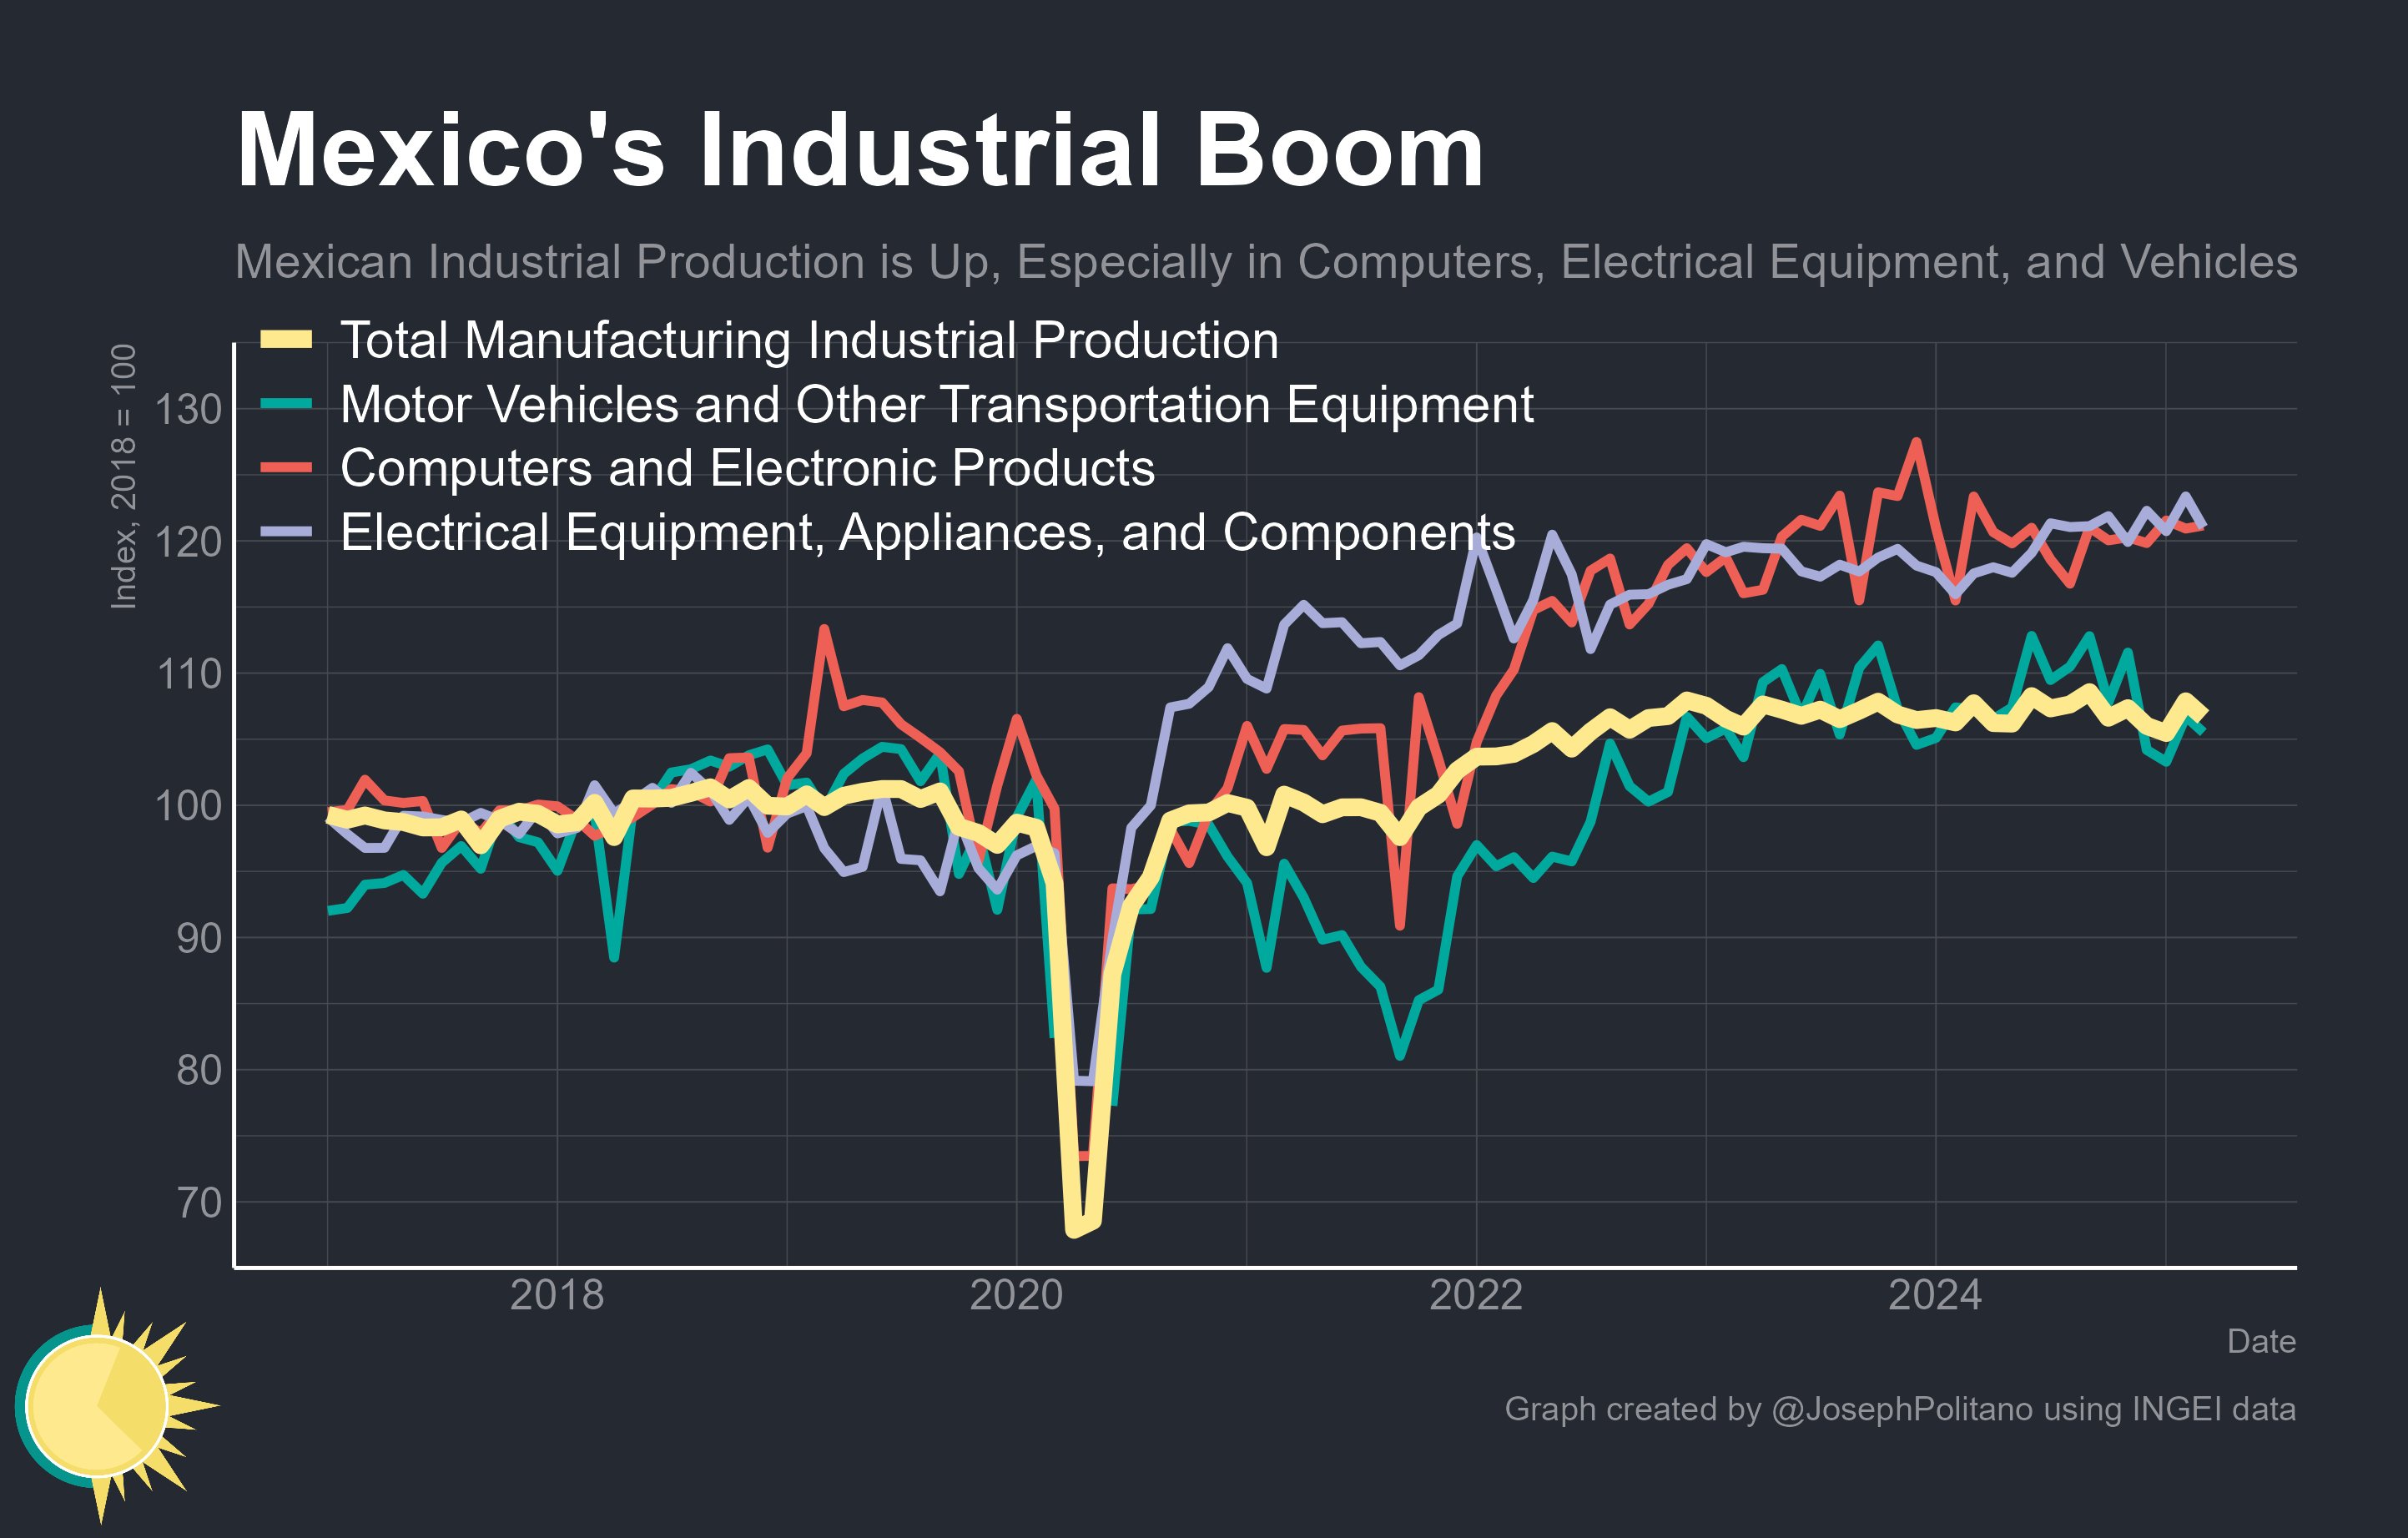 Mexico's Industrial Boom
Mexican Industrial Production is Up, Especially in Computers, Electrical Equipment, and Vehicles
Total Manufacturing Industrial Production
Motor Vehicles and Other Transportation Equipment
Computers and Electronic Products
Electrical Equipment, Appliances, and Components
Index, 2018 = 100
130
120
110
100
90
80
70
2018
2020
2022
2024
Date
Graph created by @JosephPolitano using INGEI data